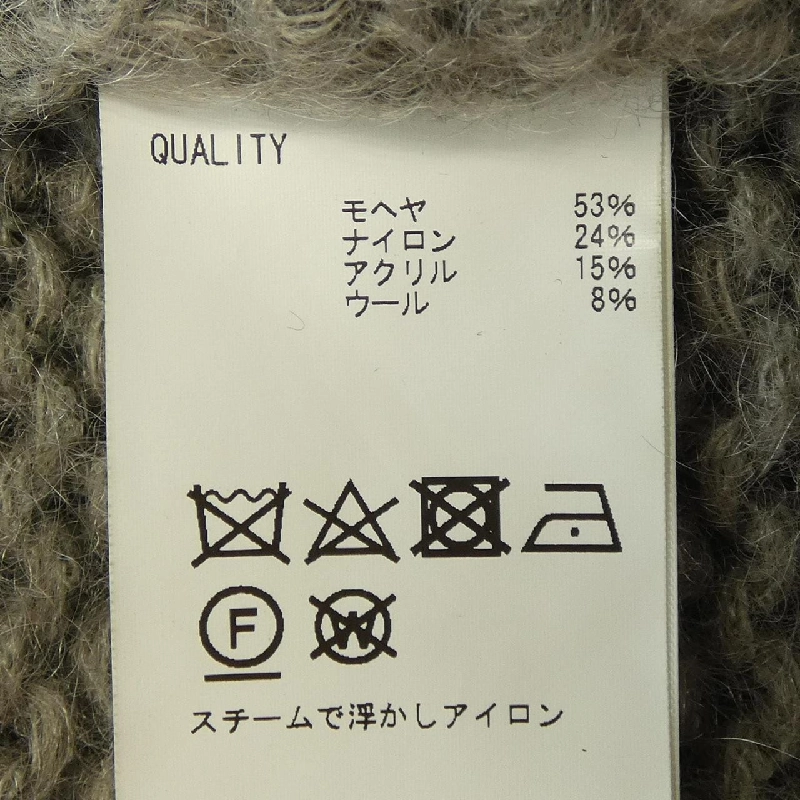 QUALITY
モヘヤ 53%
ナイロン 24%
アクリル 15%
ウール 8%
F W
スチームで浮かしアイロン